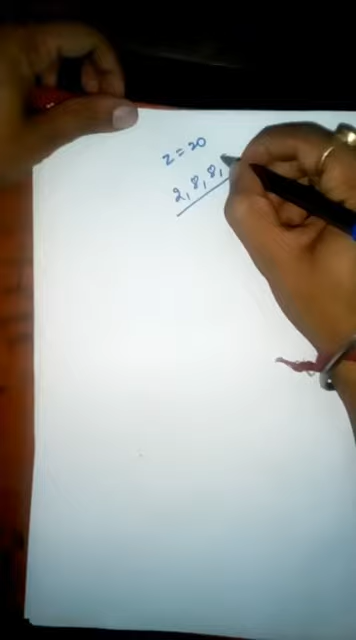 Z = 20
2, 8, 8,